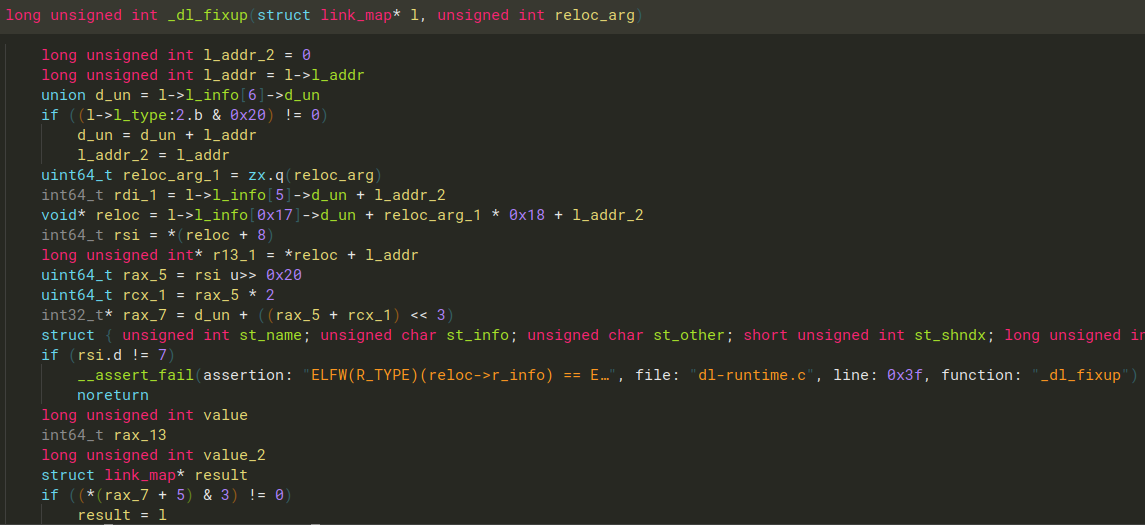 long unsigned int _dl_fixup(struct link_map* l, unsigned int reloc_arg)
long unsigned int l_addr_2 = 0
long unsigned int l_addr = l->l_addr
union d_un = l->l_info[6]->d_un
if ((l->l_type:2.b & 0x20) != 0)
d_un = d_un + l_addr
l_addr_2 = l_addr
uint64_t reloc_arg_1 = zx.q(reloc_arg)
int64_t rdi_1 = l->l_info[5]->d_un + l_addr_2
void* reloc = l->l_info[0x17]->d_un + reloc_arg_1 * 0x18 + l_addr_2
int64_t rsi = *(reloc + 8)
long unsigned int* r13_1 = *reloc + l_addr
uint64_t rax_5 = rsi u>> 0x20
uint64_t rcx_1 = rax_5 * 2
int32_t* rax_7 = d_un + ((rax_5 + rcx_1) << 3)
struct { unsigned int st_name; unsigned char st_info; unsigned char st_other; short unsigned int st_shndx; long unsigned
if (rsi.d != 7)
__assert_fail(assertion: "ELFW(R_TYPE)(reloc->r_info) == E…", file: "dl-runtime.c", line: 0x3f, function: "_dl_fixup")
noreturn
long unsigned int value
int64_t rax_13
long unsigned int value_2
struct link_map* result
if ((*(rax_7 + 5) & 3) != 0)
result = l